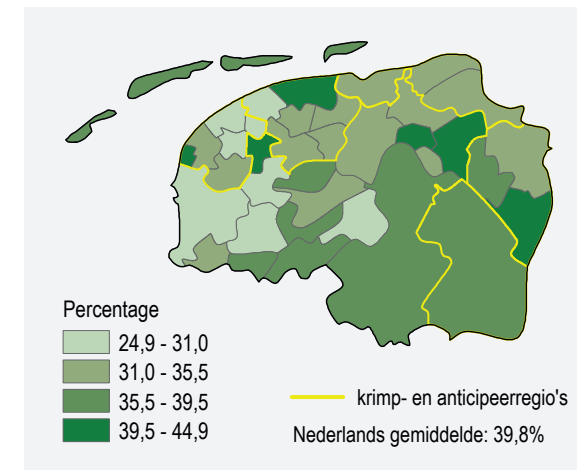 Percentage
24,9 - 31,0
31,0 - 35,5
35,5 - 39,5
39,5 - 44,9
krimp- en anticipeerregio's
Nederlands gemiddelde: 39,8%